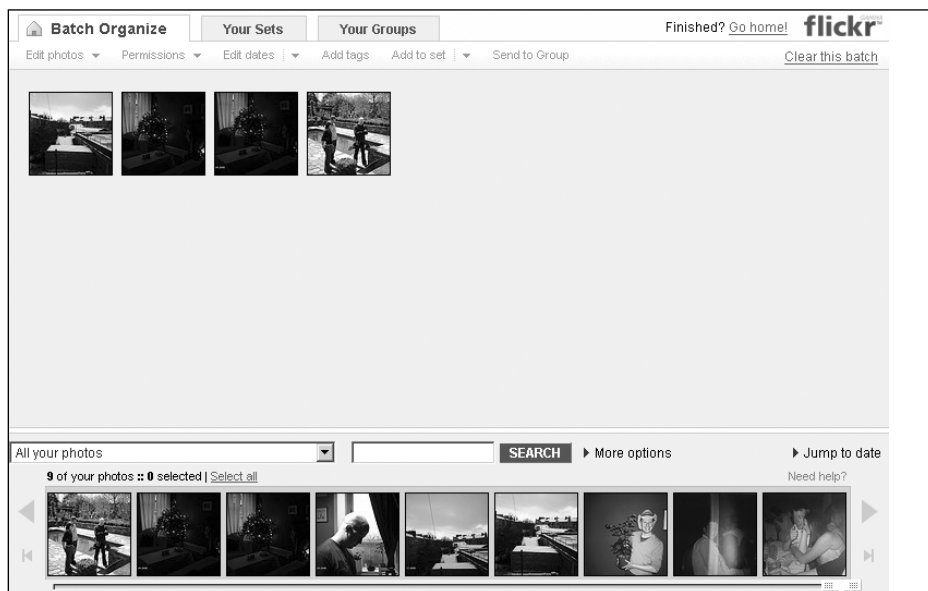 Batch Organize Your Sets Your Groups Finished? Go home! flickr
Edit photos Permissions Edit dates Add tags Add to set Send to Group Clear this batch
All your photos SEARCH More options Jump to date
9 of your photos :: 0 selected | Select all Need help?